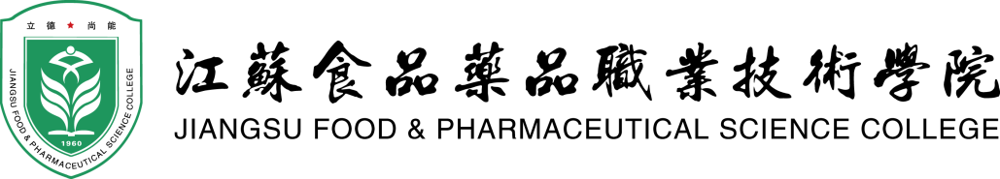 立德★尚能
JIANGSU FOOD & PHARMACEUTICAL SCIENCE COLLEGE
1960
江蘇食品藥品職業技術學院
JIANGSU FOOD & PHARMACEUTICAL SCIENCE COLLEGE